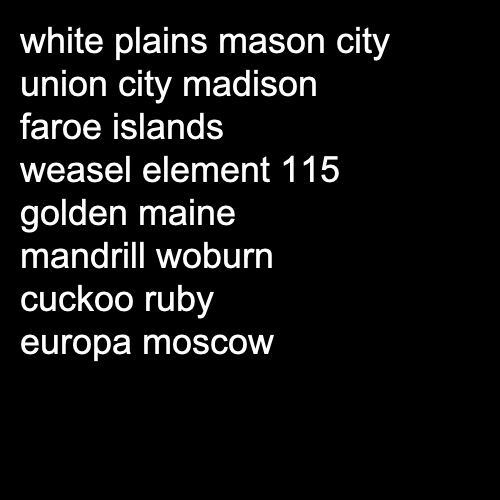 white plains mason city
union city madison
faroe islands
weasel element 115
golden maine
mandrill woburn
cuckoo ruby
europa moscow